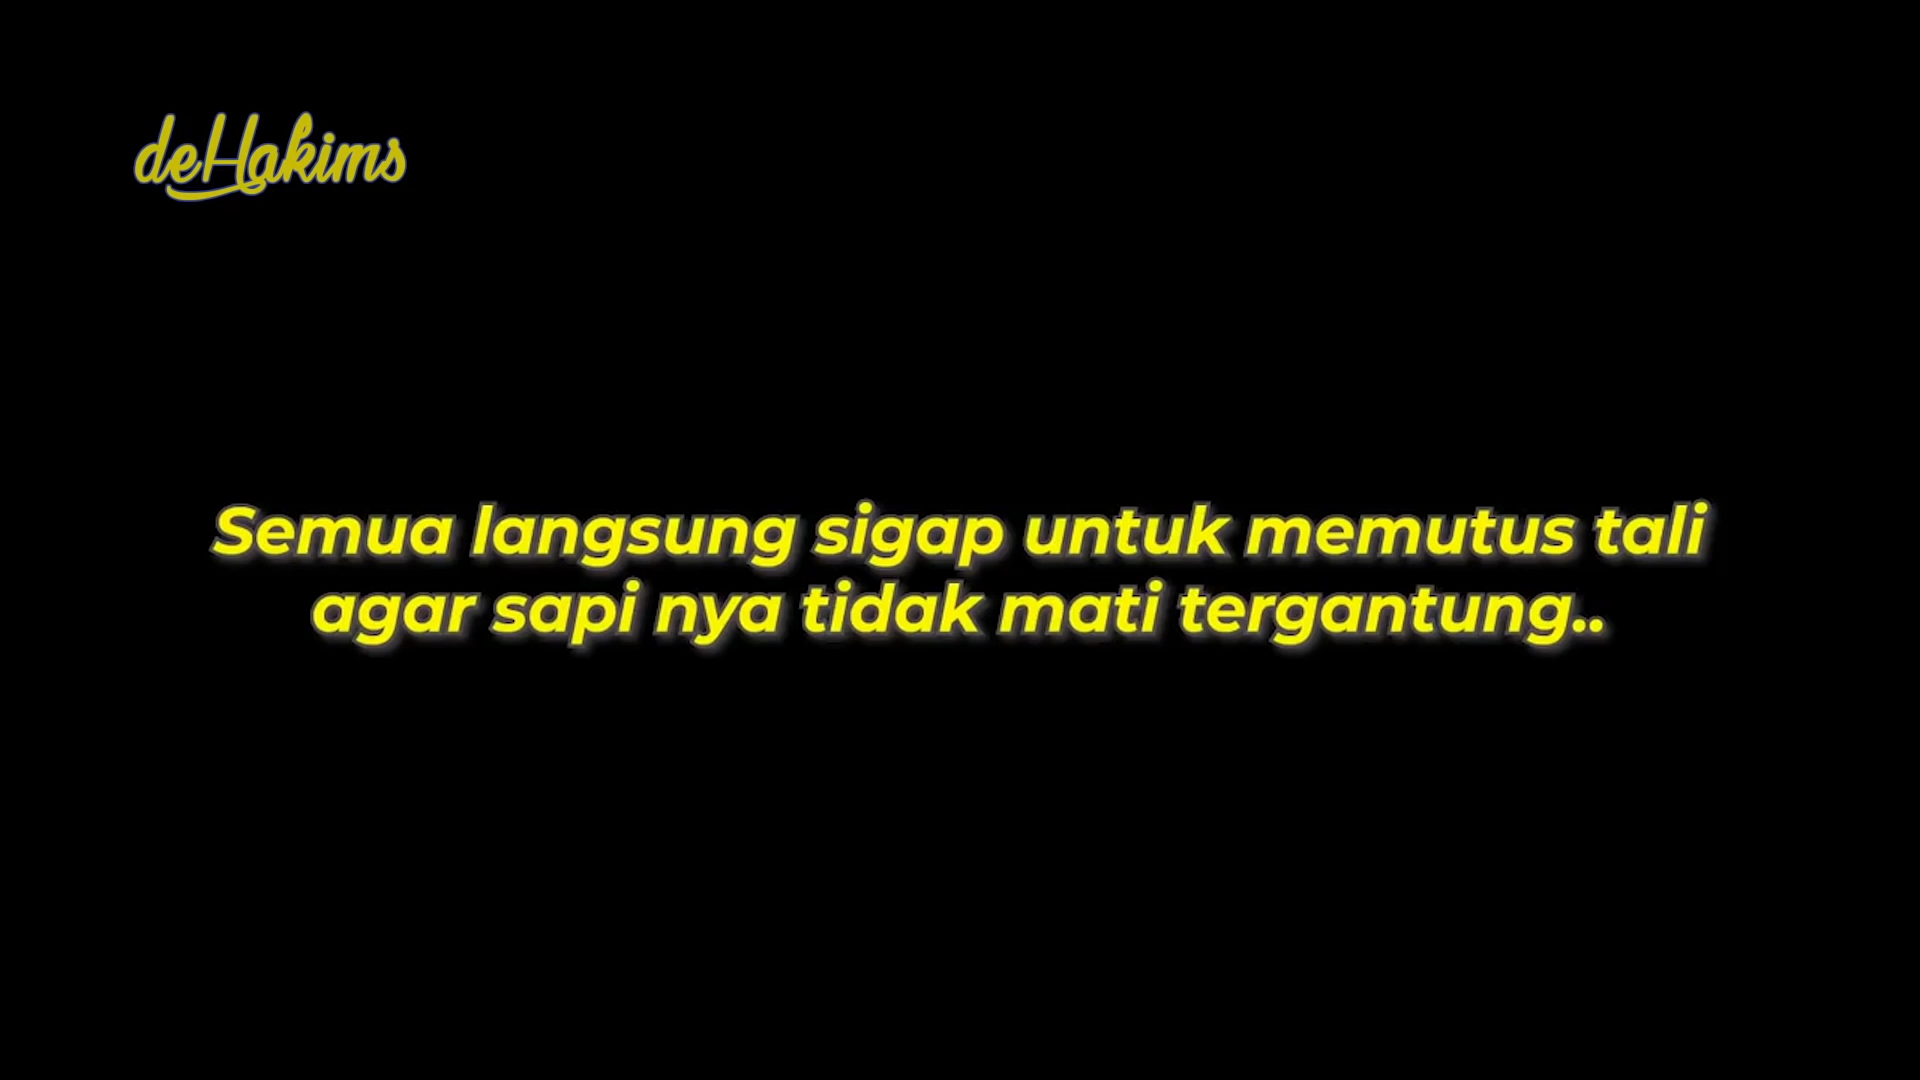 deHakims
Semua langsung sigap untuk memutus tali
agar sapi nya tidak mati tergantung..